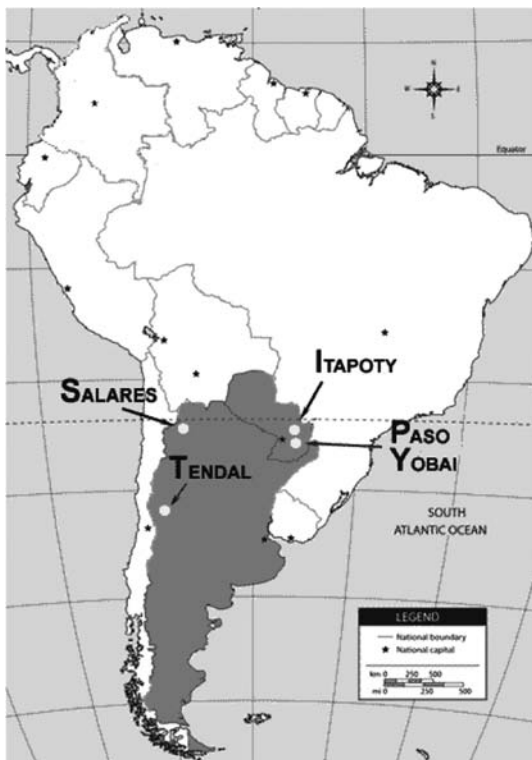 N
W
E
S
Equator
ITAPOTY
SALARES
PASO
YOBAI
TENDAL
SOUTH
ATLANTIC OCEAN
LEGEND
National boundary
National capital
km 0 250 500
mi 0 250 500